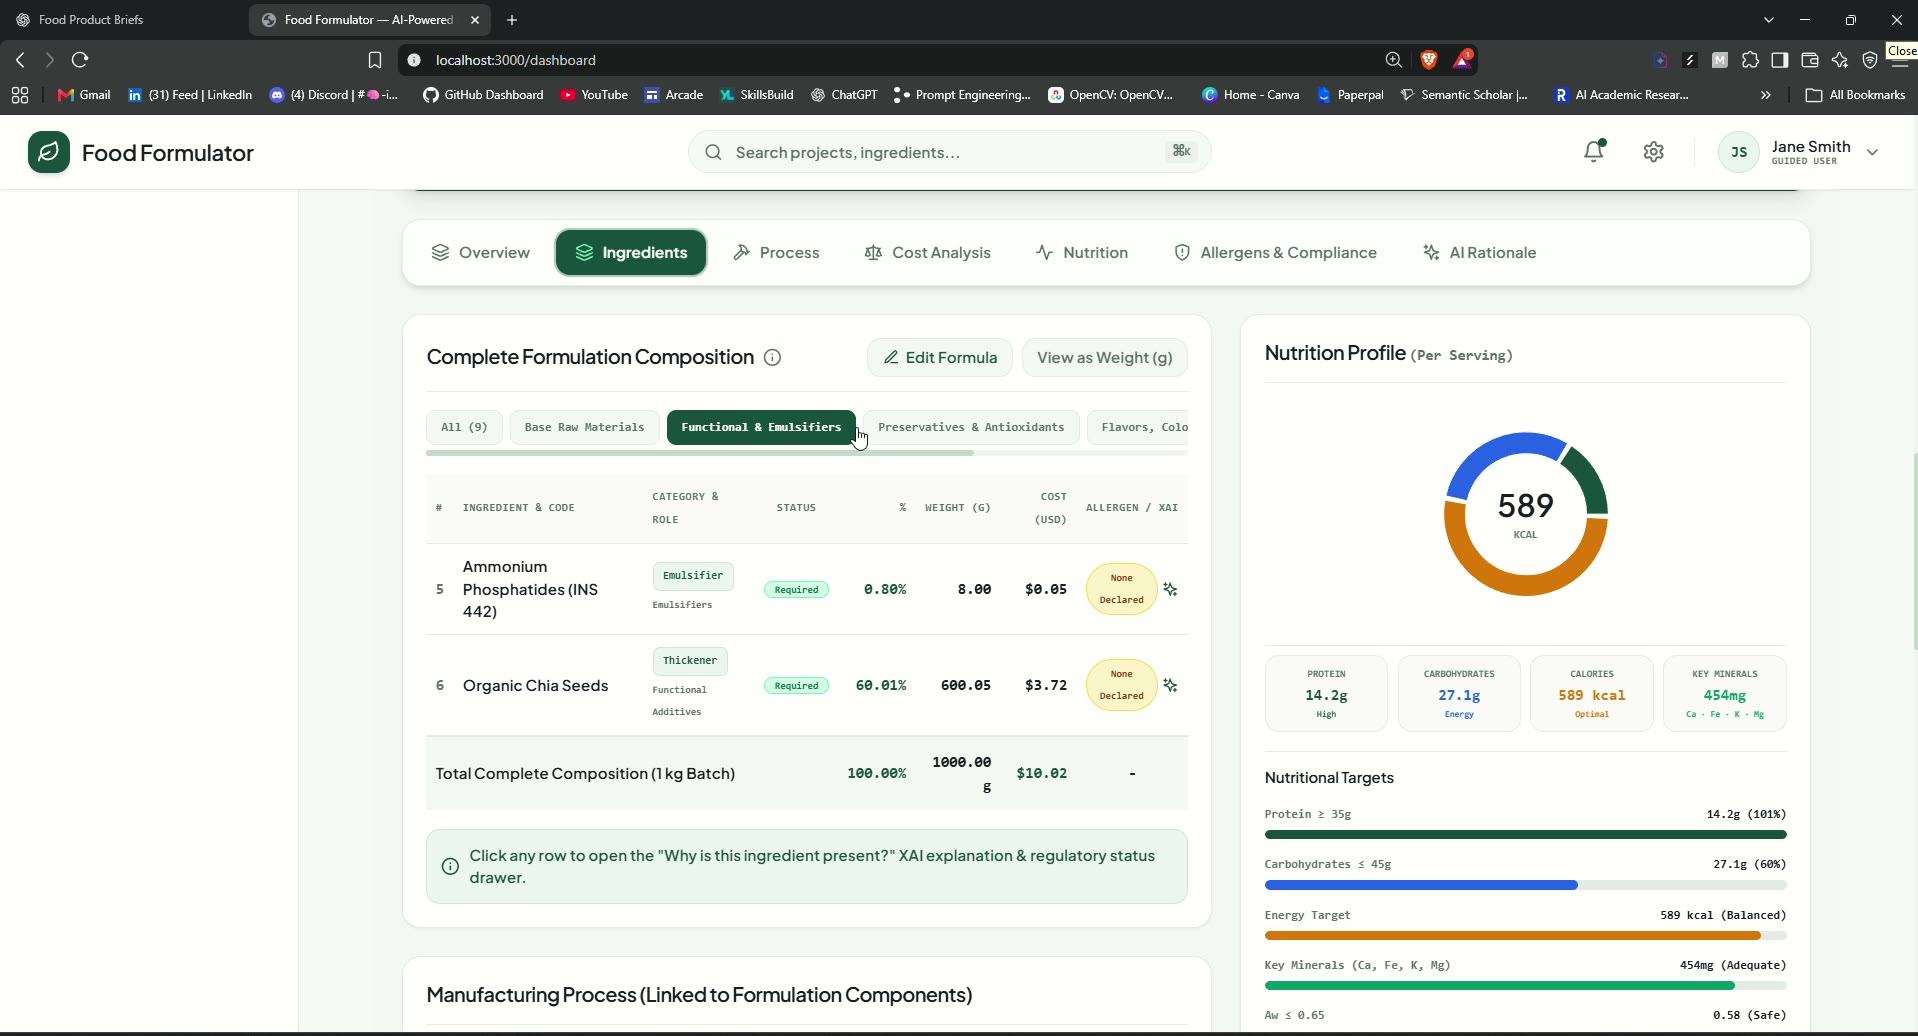 Food Product Briefs
Food Formulator — AI-Powered
localhost:3000/dashboard
1
Close
Gmail
(31) Feed | LinkedIn
(4) Discord | #🧠-i...
GitHub Dashboard
YouTube
Arcade
SkillsBuild
ChatGPT
Prompt Engineering...
OpenCV: OpenCV...
Home - Canva
Paperpal
Semantic Scholar |...
AI Academic Resear...
All Bookmarks
Food Formulator
Search projects, ingredients...
⌘K
JS
Jane Smith
GUIDED USER
Overview
Ingredients
Process
Cost Analysis
Nutrition
Allergens & Compliance
AI Rationale
Complete Formulation Composition
Edit Formula
View as Weight (g)
All (9)
Base Raw Materials
Functional & Emulsifiers
Preservatives & Antioxidants
Flavors, Colo
# INGREDIENT & CODE CATEGORY & ROLE STATUS % WEIGHT (G) COST (USD) ALLERGEN / XAI
5 Ammonium Phosphatides (INS 442) Emulsifier Emulsifiers Required 0.80% 8.00 $0.05 None Declared
6 Organic Chia Seeds Thickener Functional Additives Required 60.01% 600.05 $3.72 None Declared
Total Complete Composition (1 kg Batch) 100.00% 1000.00 g $10.02 -
Click any row to open the "Why is this ingredient present?" XAI explanation & regulatory status
drawer.
Manufacturing Process (Linked to Formulation Components)
Nutrition Profile (Per Serving)
589
KCAL
PROTEIN
14.2g
High
CARBOHYDRATES
27.1g
Energy
CALORIES
589 kcal
Optimal
KEY MINERALS
454mg
Ca · Fe · K · Mg
Nutritional Targets
Protein ≥ 35g 14.2g (101%)
Carbohydrates ≤ 45g 27.1g (60%)
Energy Target 589 kcal (Balanced)
Key Minerals (Ca, Fe, K, Mg) 454mg (Adequate)
Aw ≤ 0.65 0.58 (Safe)